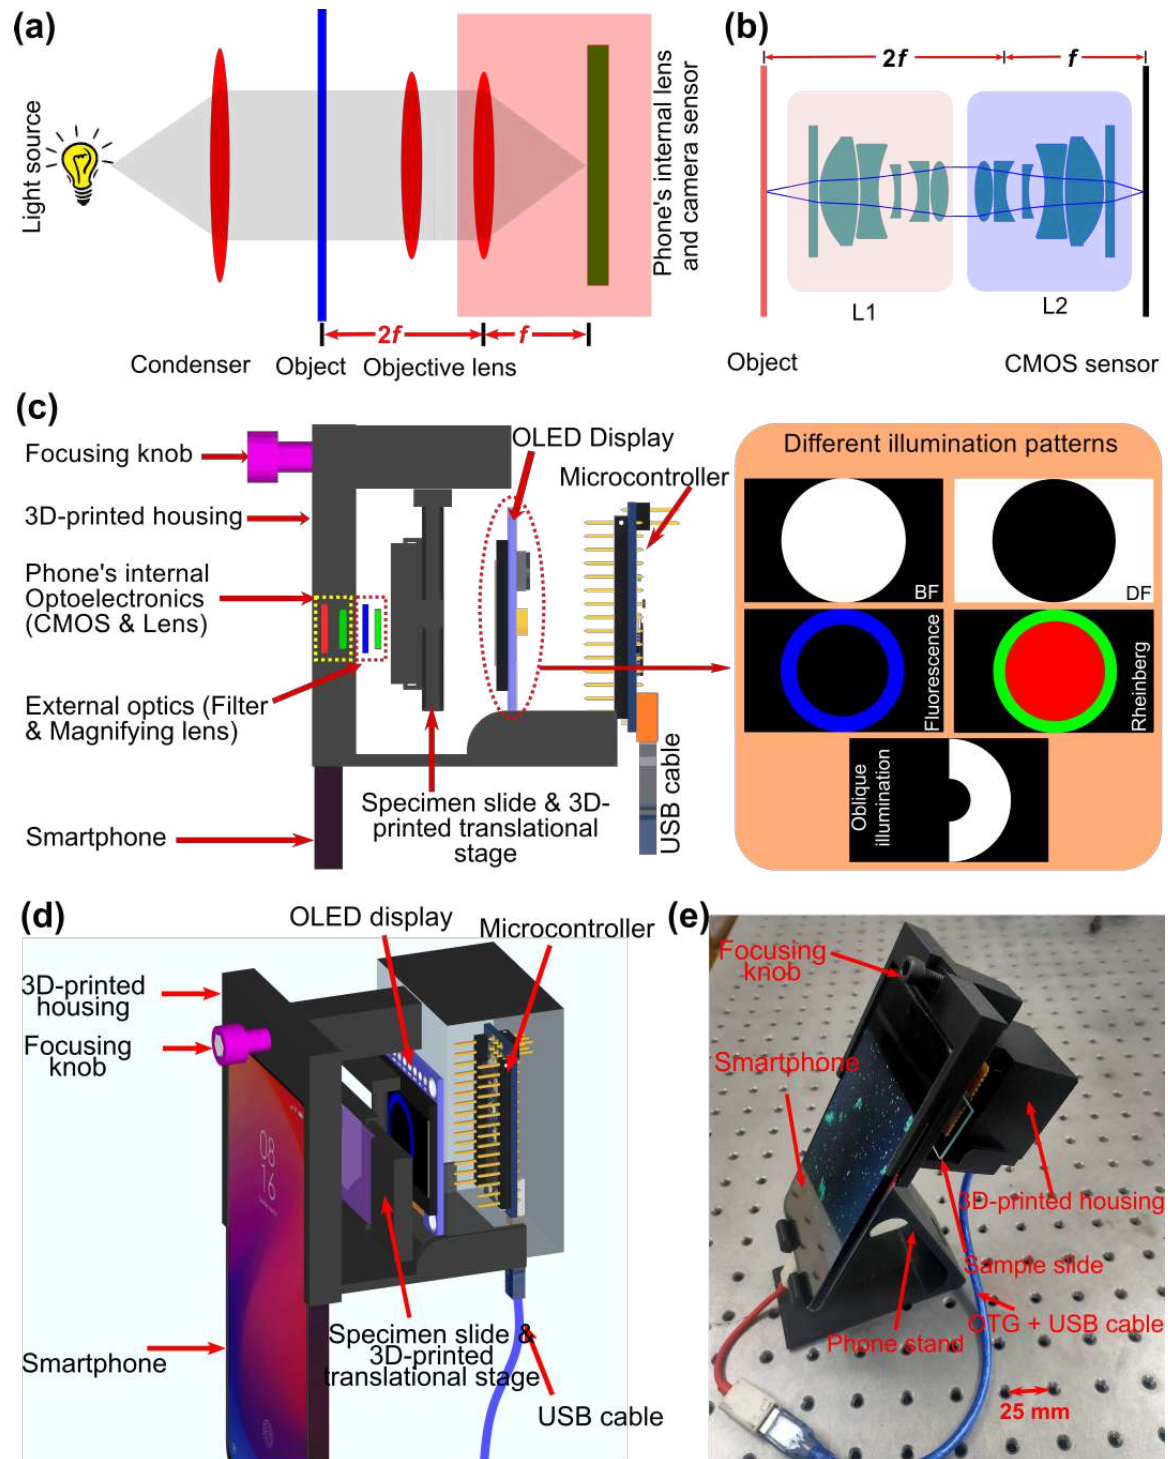 (a)
Light source
Phone's internal lens
and camera sensor
2f
f
Condenser
Object
Objective lens
(b)
2f
f
L1
L2
Object
CMOS sensor
(c)
Focusing knob
3D-printed housing
Phone's internal
Optoelectronics
(CMOS & Lens)
External optics (Filter
& Magnifying lens)
Smartphone
OLED Display
Microcontroller
Specimen slide & 3D-
printed translational
stage
USB cable
Different illumination patterns
BF
DF
Fluorescence
Rheinberg
Oblique
illumination
(d)
OLED display
Microcontroller
3D-printed
housing
Focusing
knob
08
16
Smartphone
Specimen slide &
3D-printed
translational stage
USB cable
(e)
Focusing
knob
Smartphone
3D-printed housing
Sample slide
OTG + USB cable
Phone stand
25 mm